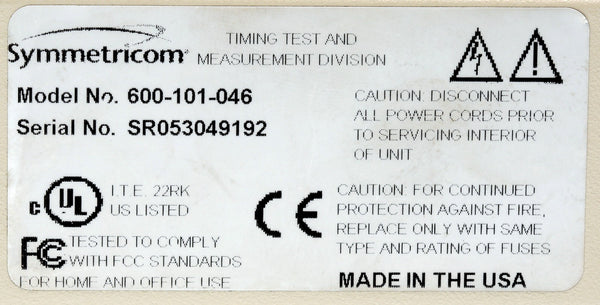 Symmetricom
TIMING TEST AND
MEASUREMENT DIVISION
Model No. 600-101-046
Serial No. SR053049192
CAUTION: DISCONNECT
ALL POWER CORDS PRIOR
TO SERVICING INTERIOR
OF UNIT
c UL
I.T.E. 22RK
US LISTED
CE
CAUTION: FOR CONTINUED
PROTECTION AGAINST FIRE,
REPLACE ONLY WITH SAME
TYPE AND RATING OF FUSES
FC
TESTED TO COMPLY
WITH FCC STANDARDS
FOR HOME AND OFFICE USE
MADE IN THE USA